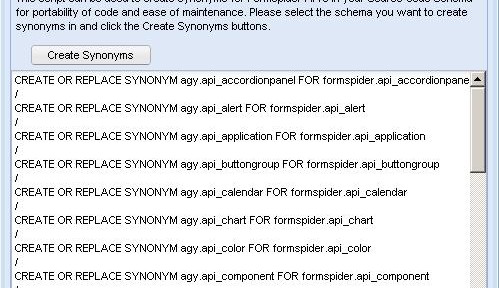 for portability of code and ease of maintenance. Please select the schema you want to create
synonyms in and click the Create Synonyms buttons.
Create Synonyms
CREATE OR REPLACE SYNONYM agy.api_accordionpanel FOR formspider.api_accordionpane
/
CREATE OR REPLACE SYNONYM agy.api_alert FOR formspider.api_alert
/
CREATE OR REPLACE SYNONYM agy.api_application FOR formspider.api_application
/
CREATE OR REPLACE SYNONYM agy.api_buttongroup FOR formspider.api_buttongroup
/
CREATE OR REPLACE SYNONYM agy.api_calendar FOR formspider.api_calendar
/
CREATE OR REPLACE SYNONYM agy.api_chart FOR formspider.api_chart
/
CREATE OR REPLACE SYNONYM agy.api_color FOR formspider.api_color
/
CREATE OR REPLACE SYNONYM agy.api_component FOR formspider.api_component
/